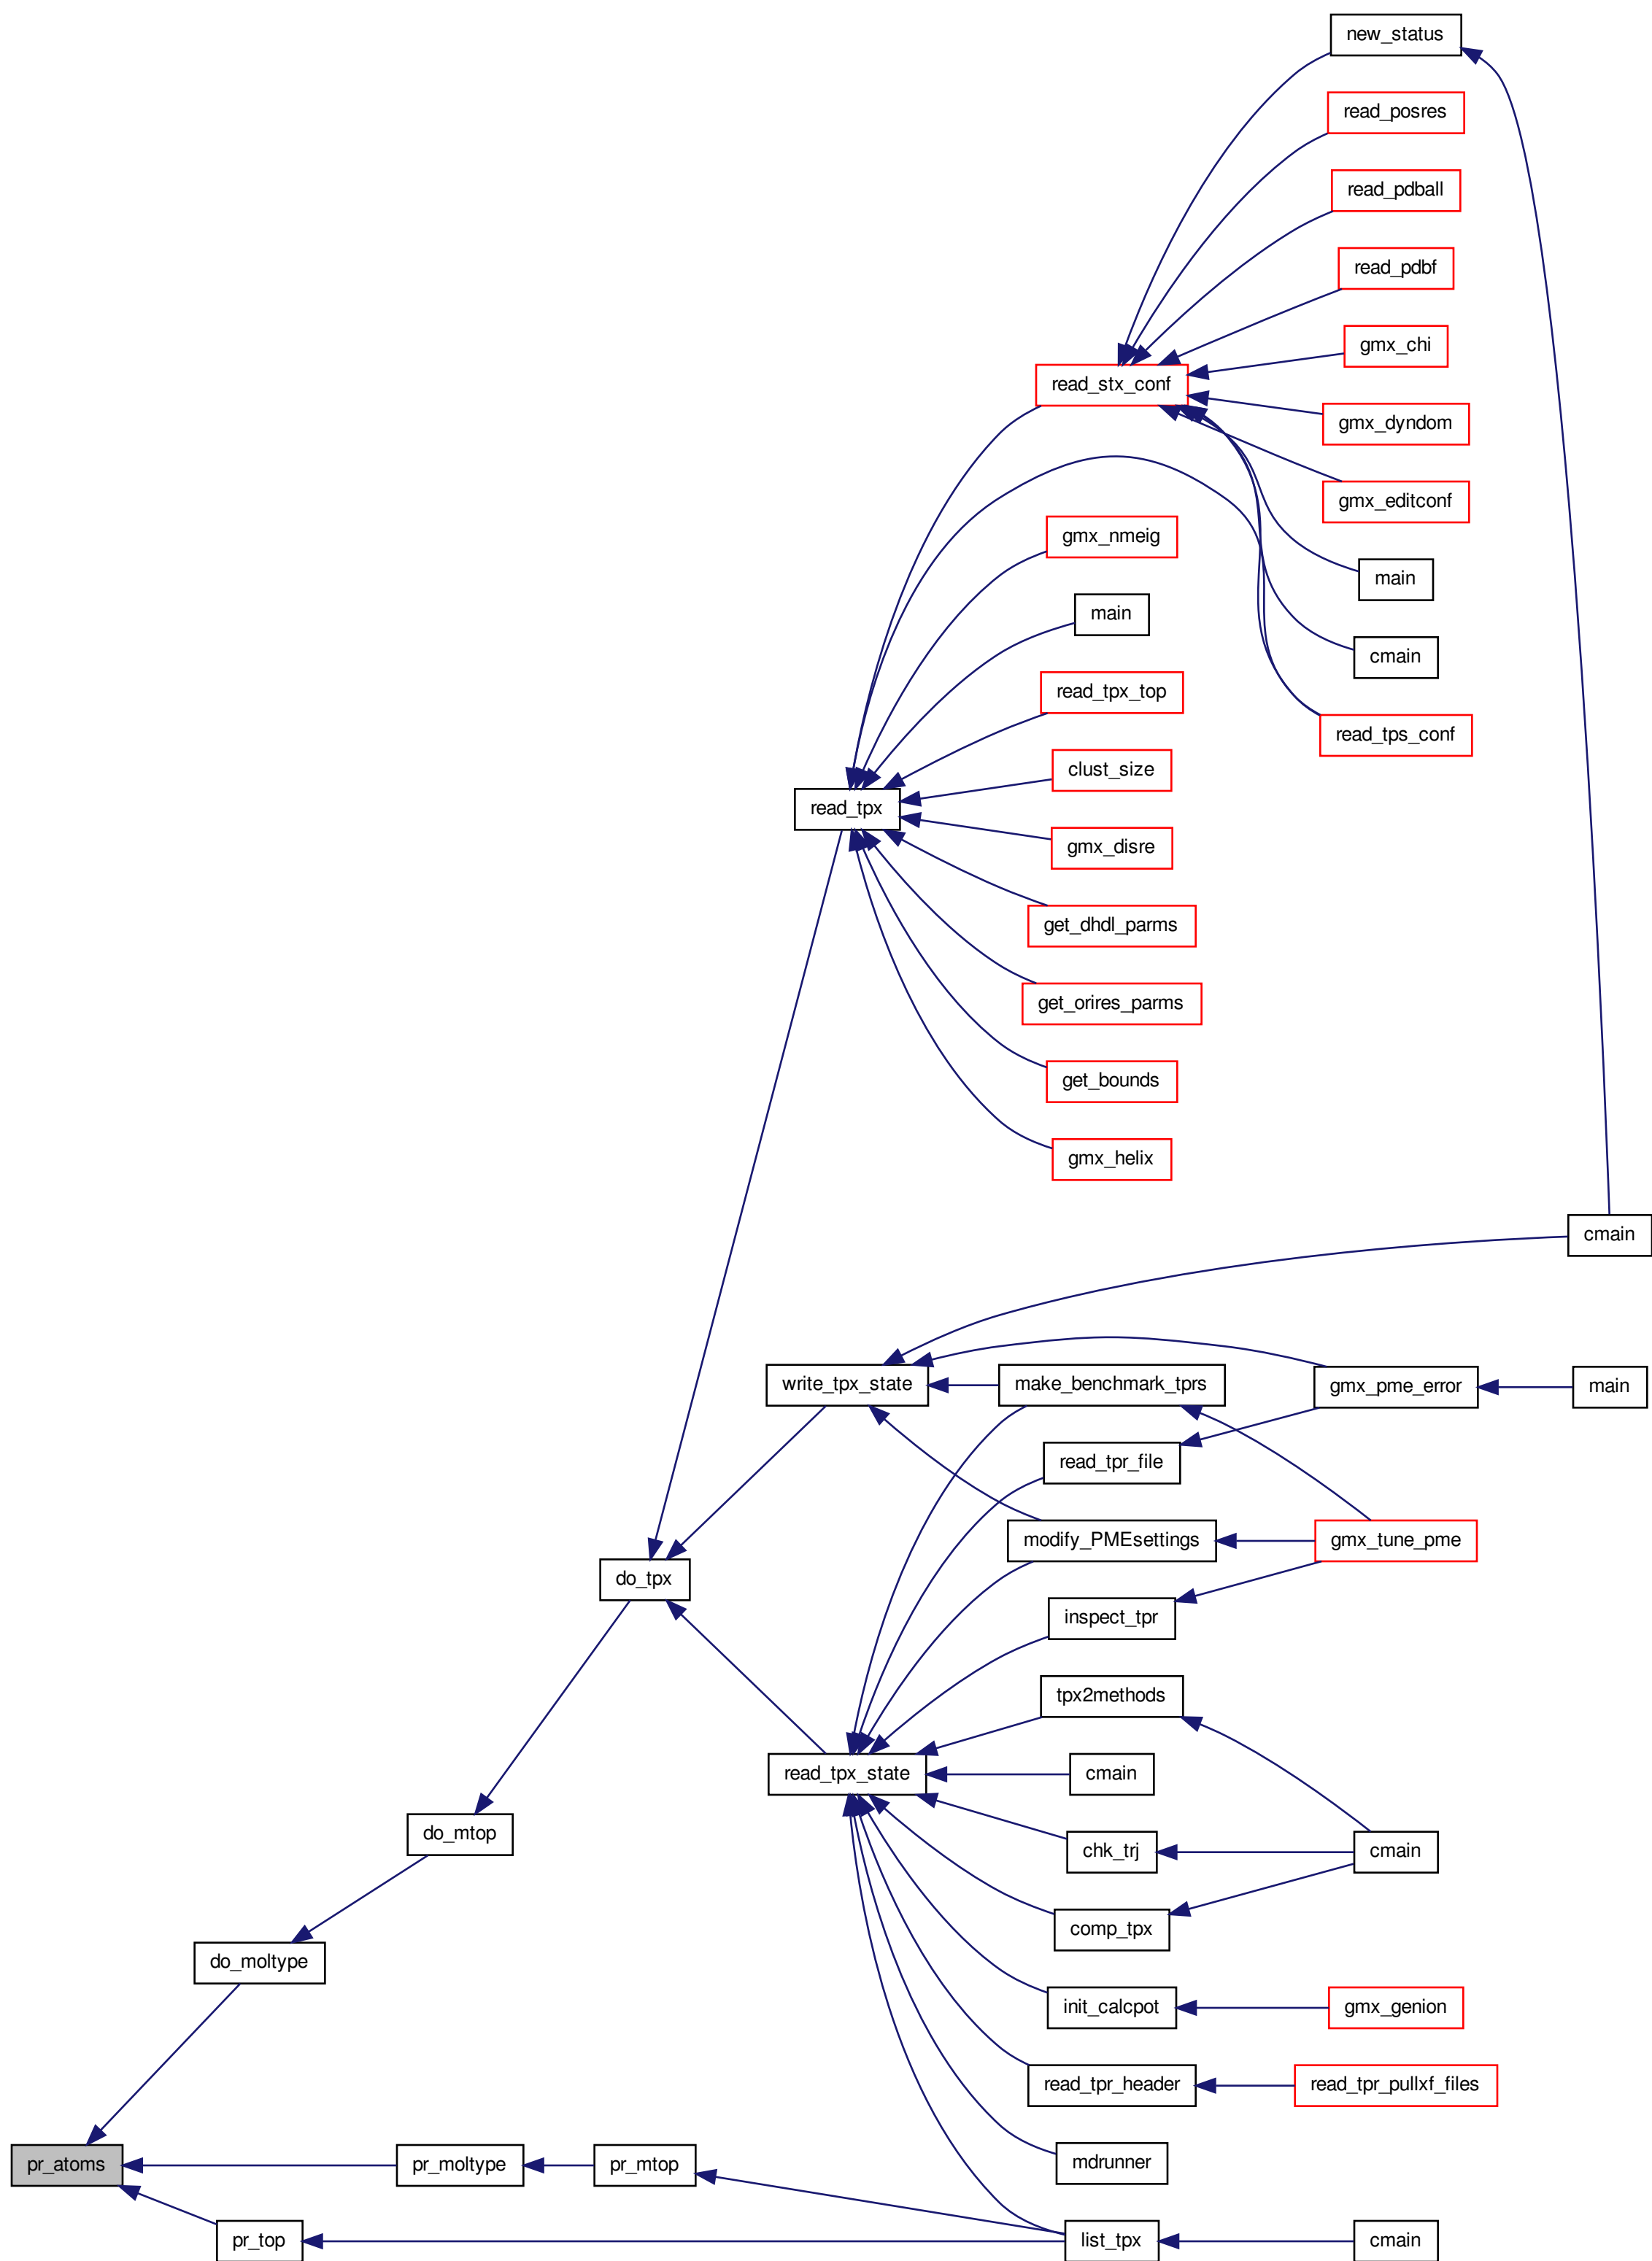 new_status
read_posres
read_pdball
read_pdbf
gmx_chi
read_stx_conf
gmx_dyndom
gmx_editconf
gmx_nmeig
main
main
cmain
read_tpx_top
read_tps_conf
clust_size
read_tpx
gmx_disre
get_dhdl_parms
get_orires_parms
get_bounds
gmx_helix
cmain
write_tpx_state
make_benchmark_tprs
gmx_pme_error
main
read_tpr_file
modify_PMEsettings
gmx_tune_pme
do_tpx
inspect_tpr
tpx2methods
read_tpx_state
cmain
do_mtop
chk_trj
cmain
comp_tpx
do_moltype
init_calcpot
gmx_genion
read_tpr_header
read_tpr_pullxf_files
mdrunner
pr_atoms
pr_moltype
pr_mtop
pr_top
list_tpx
cmain